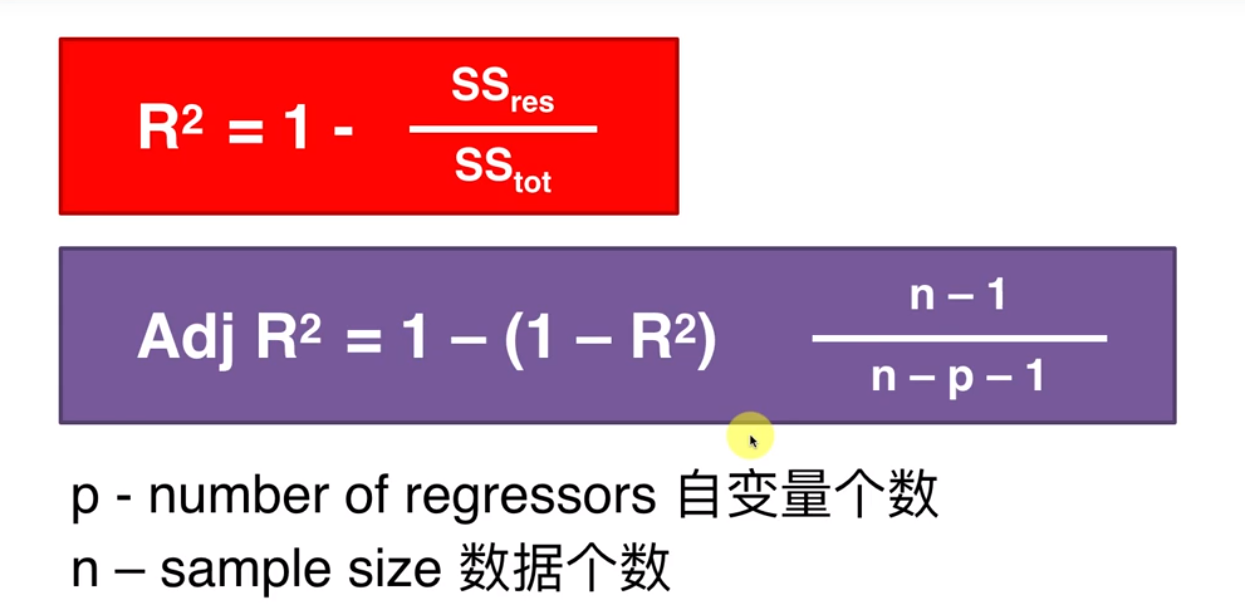 R² = 1 - SSres / SStot
Adj R² = 1 – (1 – R²) n – 1 / n – p – 1
p - number of regressors 自变量个数
n – sample size 数据个数